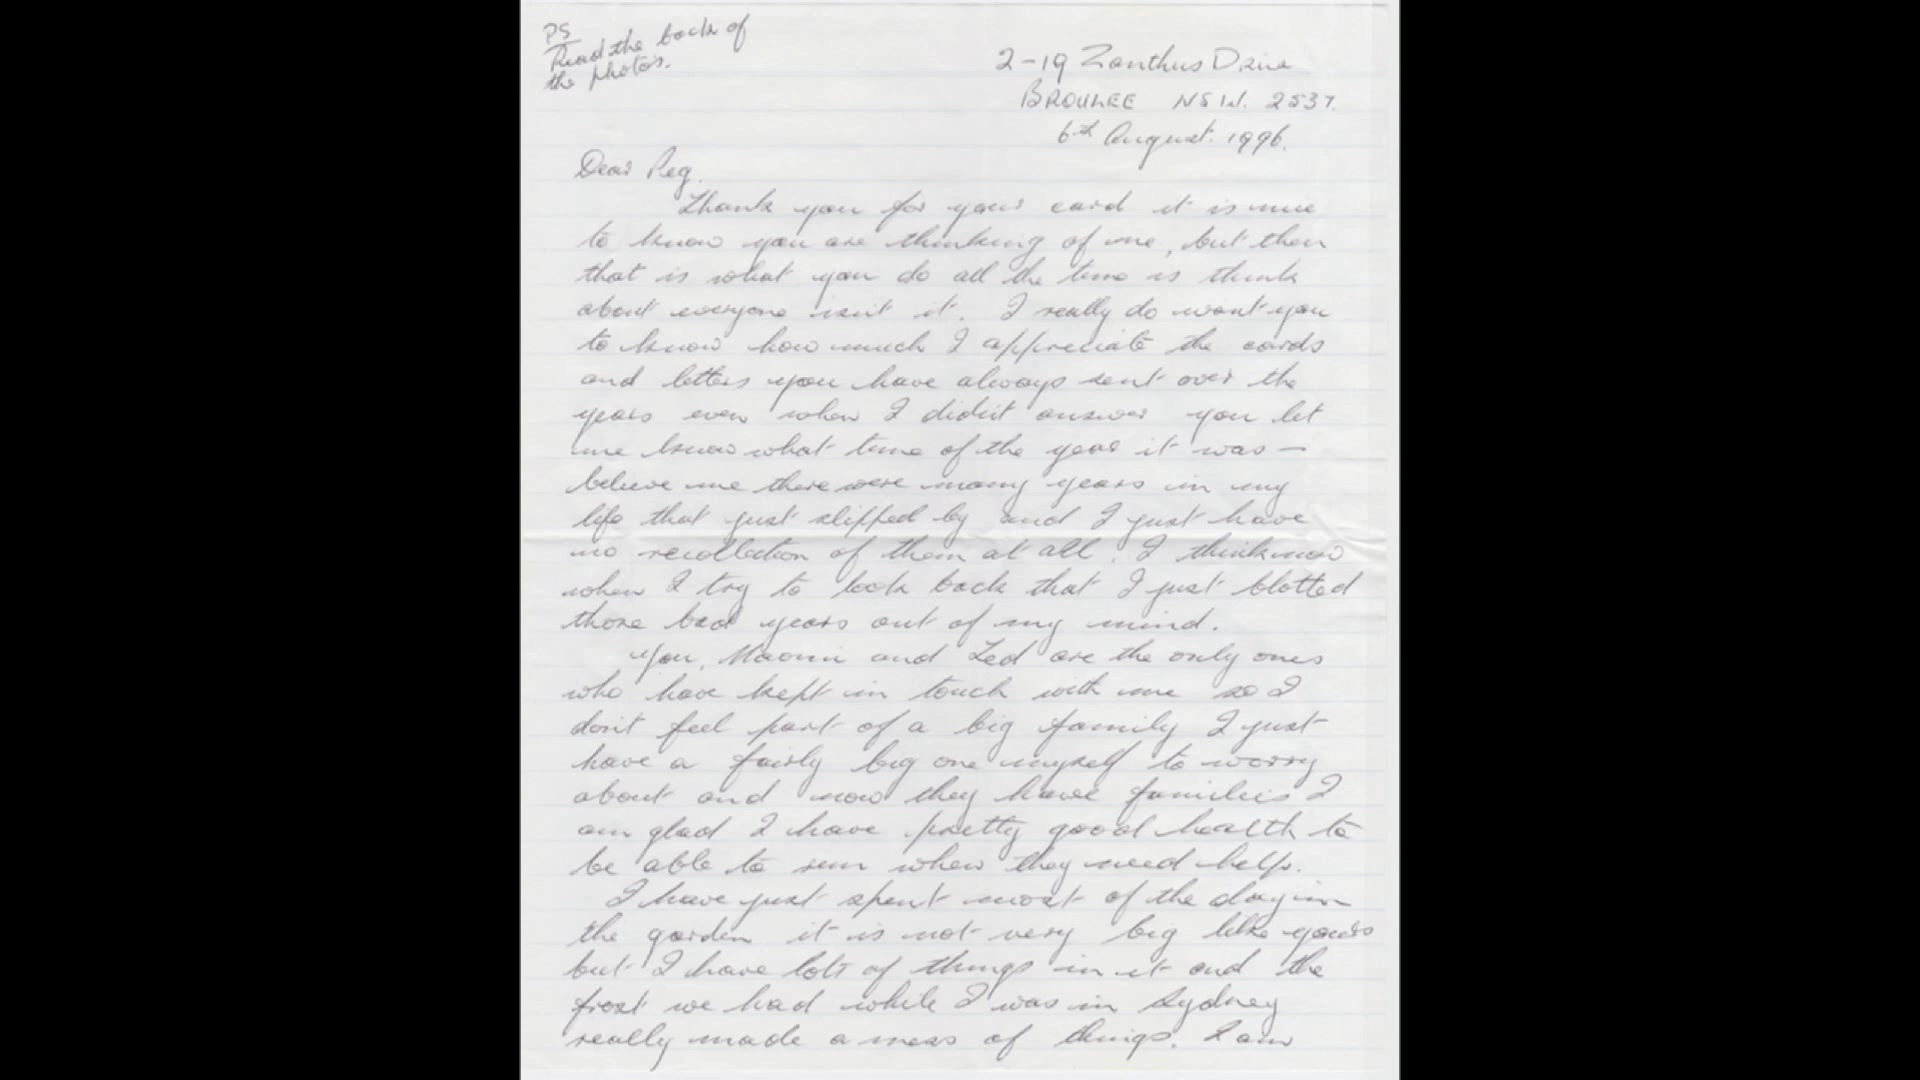 PS
Read the back of
the photos.
2-19 Zanthus Drive
BROULEE NSW. 2537.
6th August. 1996.
Dear Peg.
Thank you for your card it is nice
to know you are thinking of me, but then
that is what you do all the time is think
about everyone isn't it. I really do want you
to know how much I appreciate the cards
and letters you have always sent over the
years even when I didn't answer you let
me know what time of the year it was -
believe me there were many years in my
life that just slipped by and I just have
no recollection of them at all. I think now
when I try to look back that I just blotted
those bad years out of my mind.
You, Naomi and Ted are the only ones
who have kept in touch with me so I
don't feel part of a big family I just
have a fairly big one myself to worry
about and now they have families I
am glad I have pretty good health to
be able to run when they need help.
I have just spent most of the day in
the garden it is not very big like yours
but I have lots of things in it and the
frost we had while I was in Sydney
really made a mess of things. I am